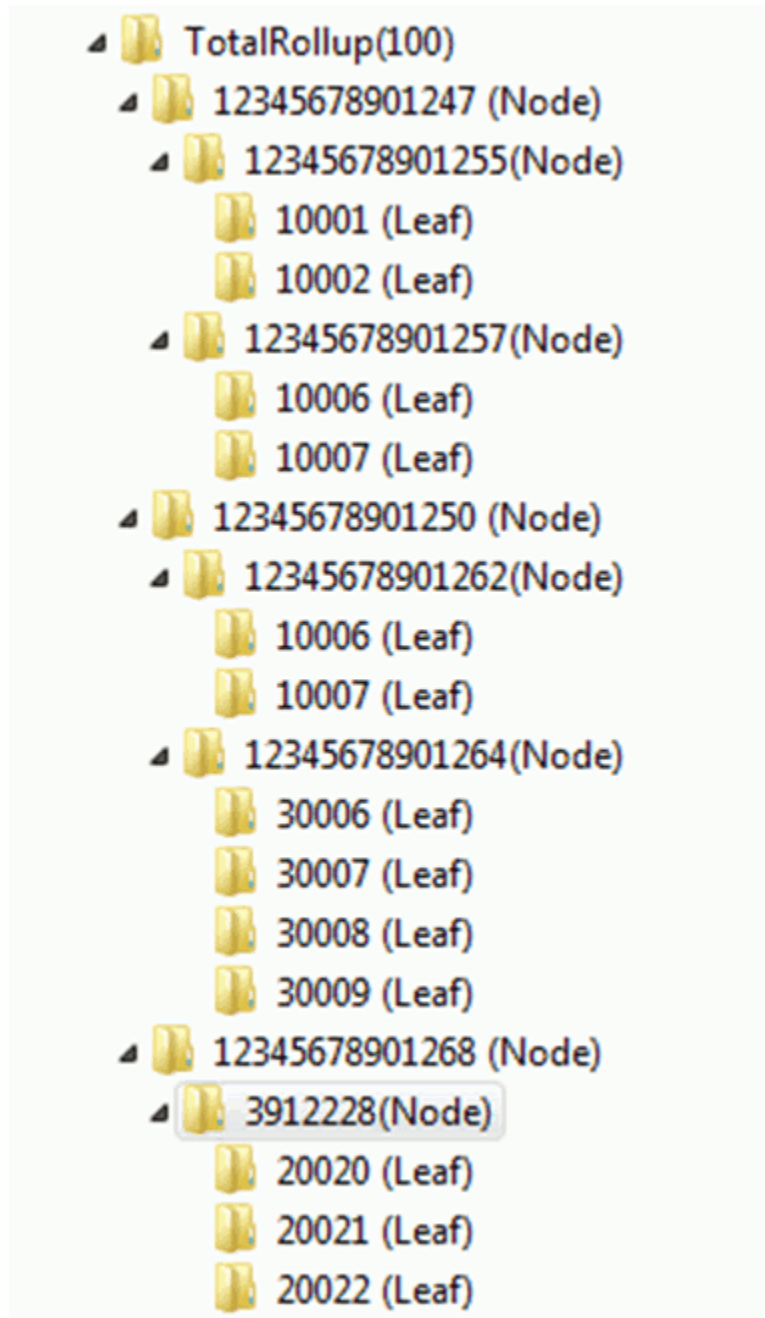 TotalRollup(100)
12345678901247 (Node)
12345678901255(Node)
10001 (Leaf)
10002 (Leaf)
12345678901257(Node)
10006 (Leaf)
10007 (Leaf)
12345678901250 (Node)
12345678901262(Node)
10006 (Leaf)
10007 (Leaf)
12345678901264(Node)
30006 (Leaf)
30007 (Leaf)
30008 (Leaf)
30009 (Leaf)
12345678901268 (Node)
3912228(Node)
20020 (Leaf)
20021 (Leaf)
20022 (Leaf)